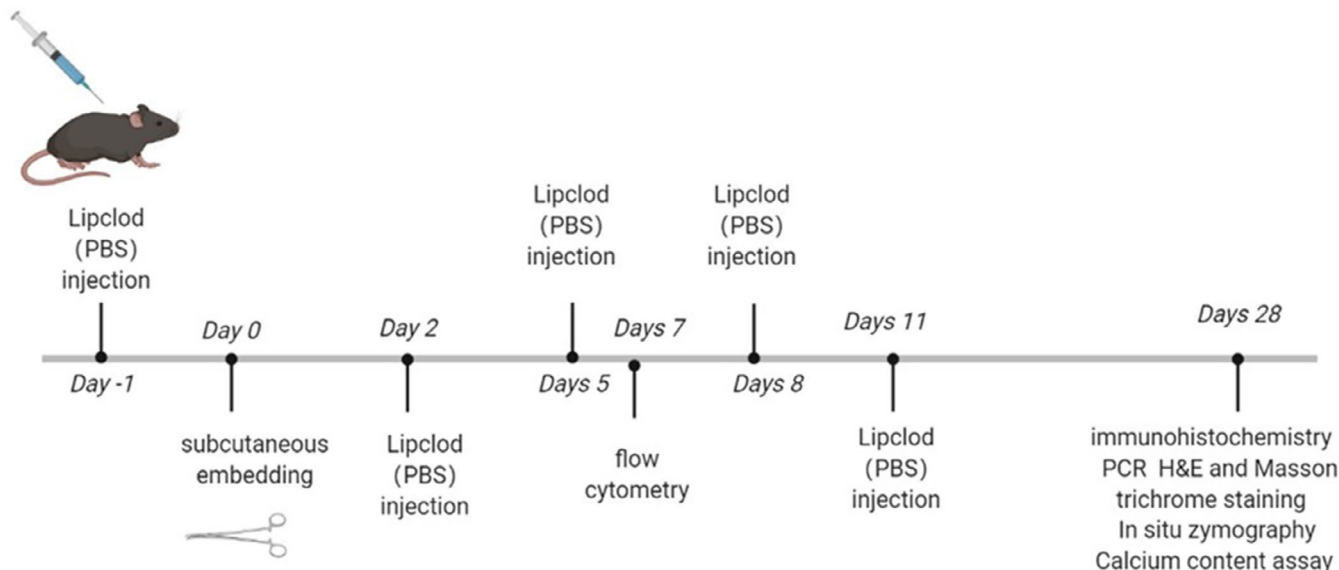 Lipclod
(PBS)
injection
Day -1
Day 0
subcutaneous
embedding
Day 2
Lipclod
(PBS)
injection
Lipclod
(PBS)
injection
Days 5
Days 7
flow
cytometry
Lipclod
(PBS)
injection
Days 8
Days 11
Lipclod
(PBS)
injection
Days 28
immunohistochemistry
PCR H&E and Masson
trichrome staining
In situ zymography
Calcium content assay